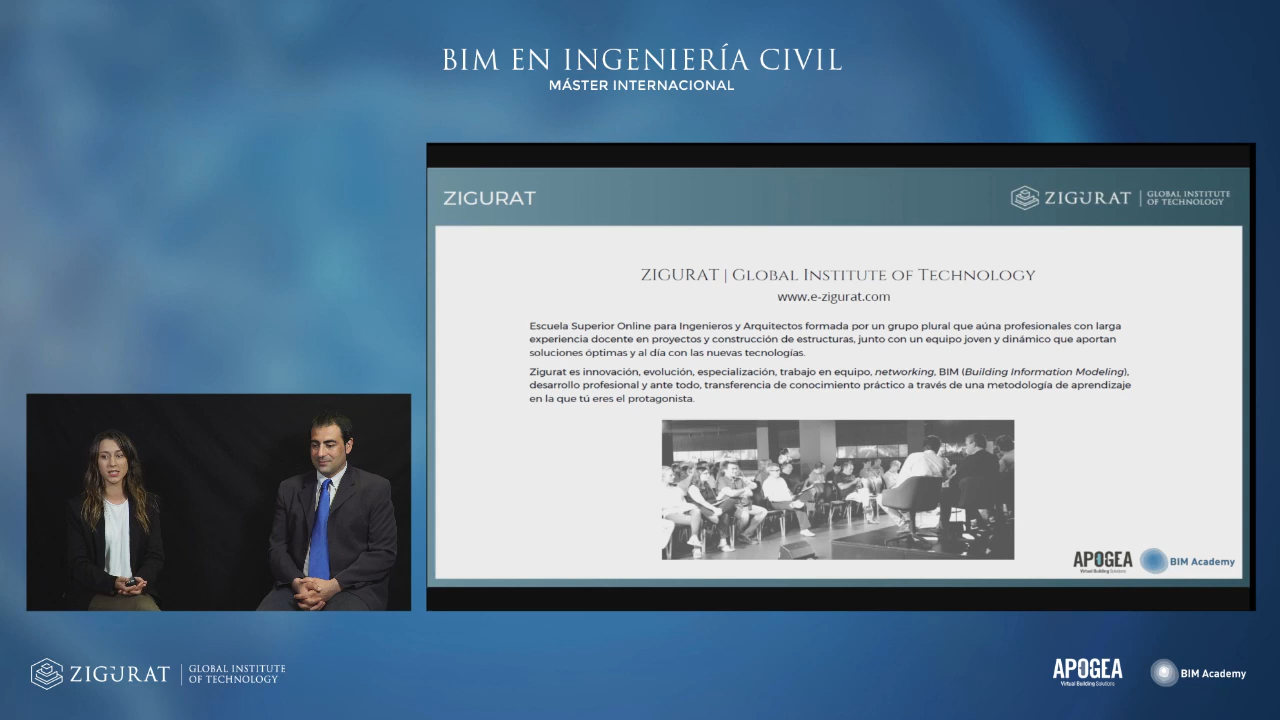 BIM EN INGENIERÍA CIVIL
MÁSTER INTERNACIONAL
ZIGURAT
ZIGURAT | GLOBAL INSTITUTE
OF TECHNOLOGY
ZIGURAT | GLOBAL INSTITUTE OF TECHNOLOGY
www.e-zigurat.com
Escuela Superior Online para Ingenieros y Arquitectos formada por un grupo plural que aúna profesionales con larga
experiencia docente en proyectos y construcción de estructuras, junto con un equipo joven y dinámico que aportan
soluciones óptimas y al día con las nuevas tecnologías.
Zigurat es innovación, evolución, especialización, trabajo en equipo, networking, BIM (Building Information Modeling),
desarrollo profesional y ante todo, transferencia de conocimiento práctico a través de una metodología de aprendizaje
en la que tú eres el protagonista.
APOGEA
Virtual Building Solutions
BIM Academy
ZIGURAT | GLOBAL INSTITUTE
OF TECHNOLOGY
APOGEA
Virtual Building Solutions
BIM Academy